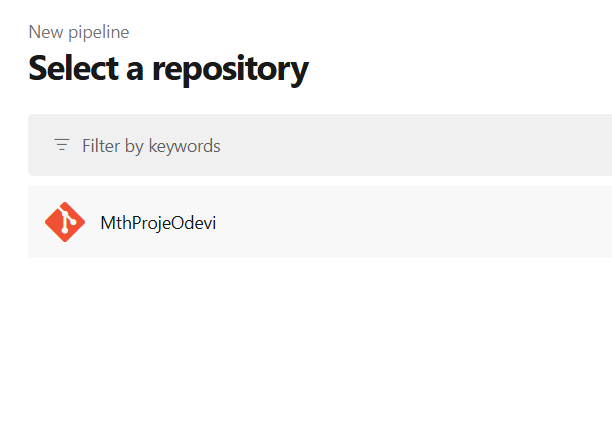 New pipeline
Select a repository
Filter by keywords
MthProjeOdevi